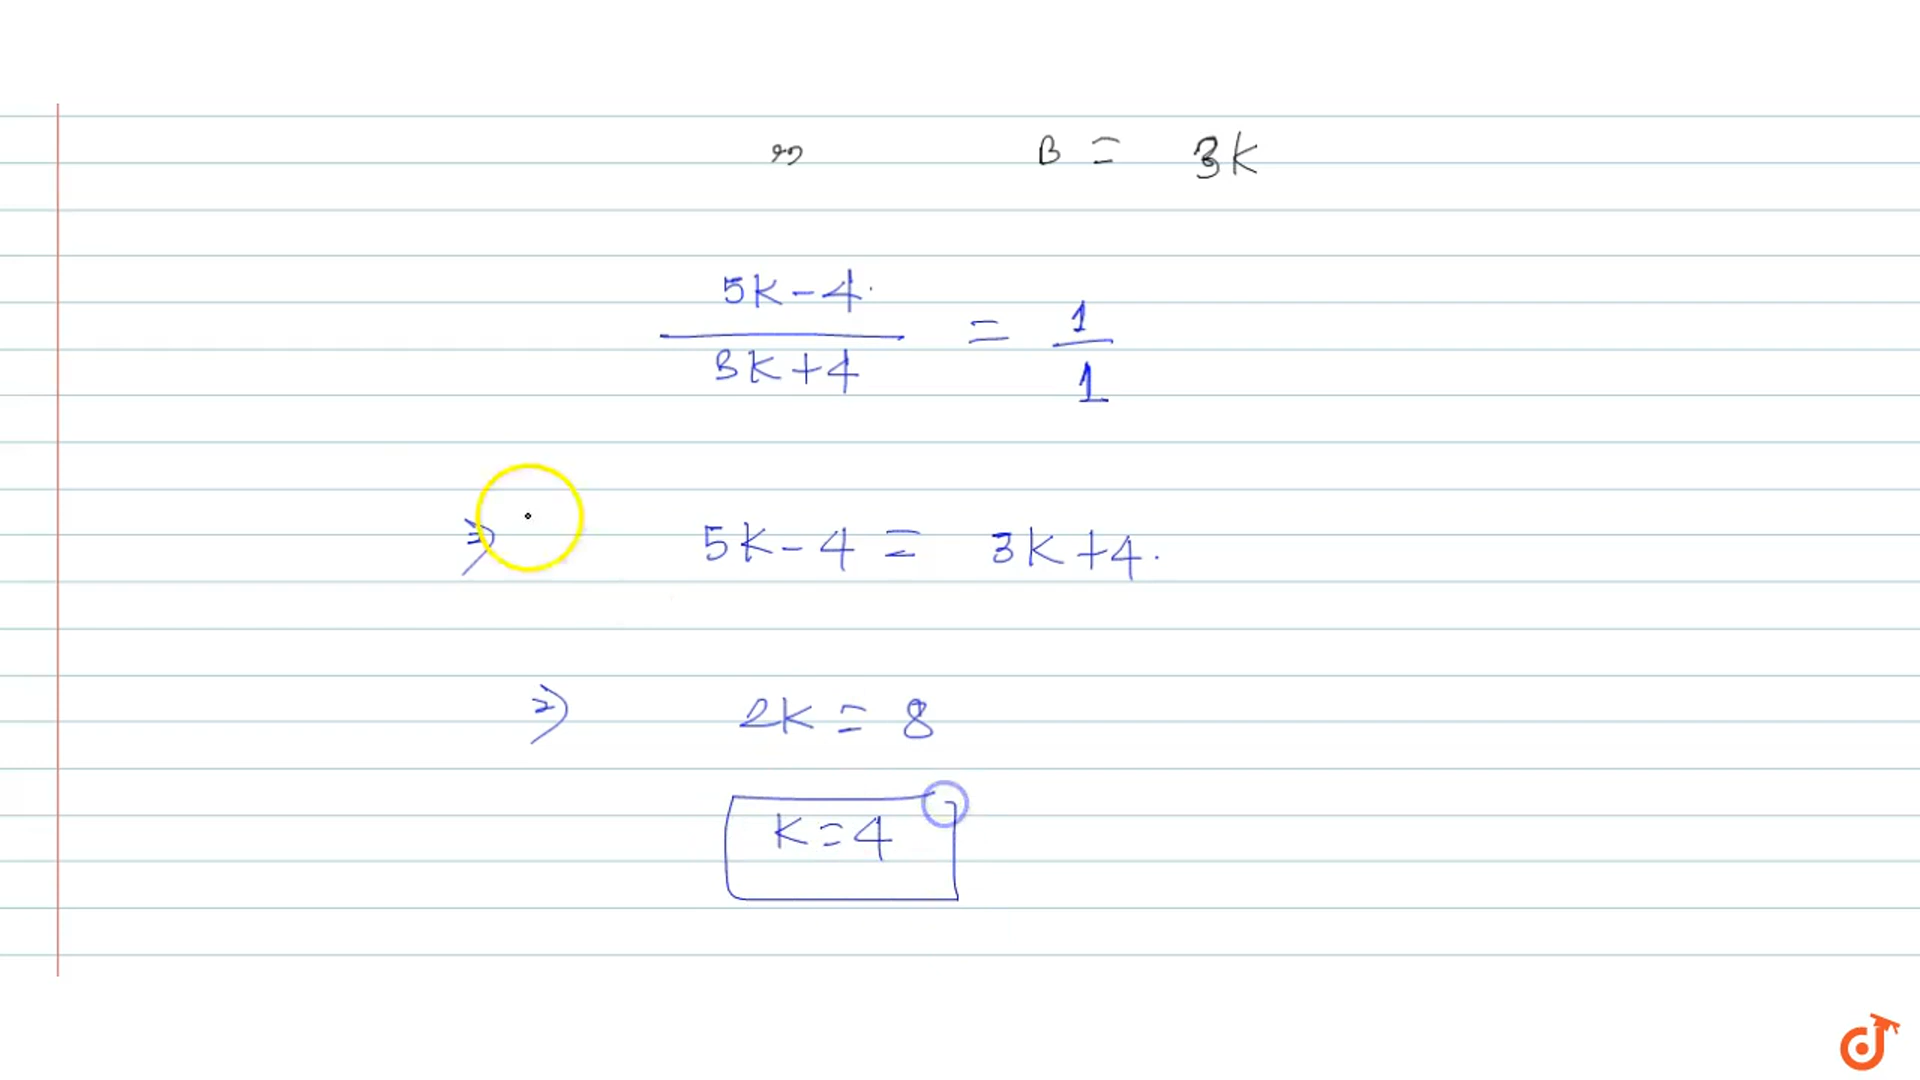 B = 3K
5K-4.
3K+4
= 1
1
⇒ 5K-4 = 3K+4.
⇒ 2K = 8
K=4